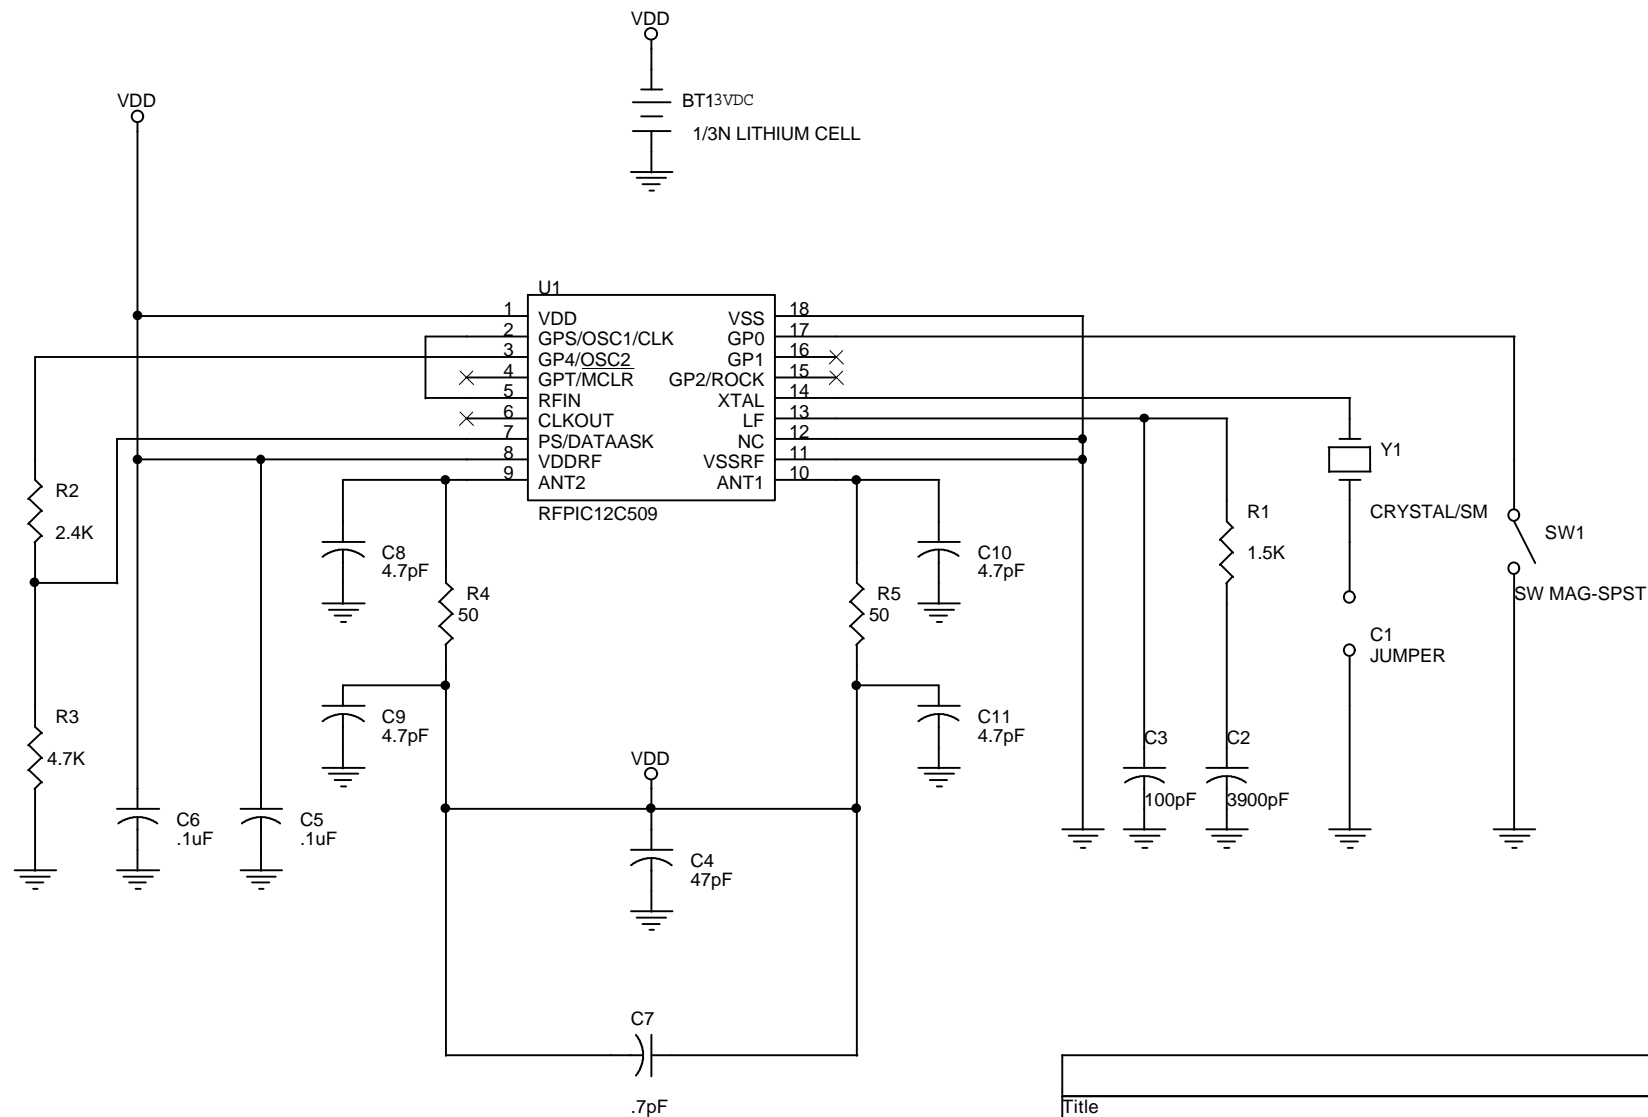 VDD
BT13VDC
1/3N LITHIUM CELL
VDD
U1
1
VDD
2
GPS/OSC1/CLK
3
GP4/OSC2
4
GPT/MCLR
5
RFIN
6
CLKOUT
7
PS/DATAASK
8
VDDRF
9
ANT2
18
VSS
17
GP0
16
GP1
15
GP2/ROCK
14
XTAL
13
LF
12
NC
11
VSSRF
10
ANT1
RFPIC12C509
R2
2.4K
C8
4.7pF
R4
50
R5
50
C10
4.7pF
R1
1.5K
Y1
CRYSTAL/SM
SW1
SW MAG-SPST
C1
JUMPER
R3
4.7K
C9
4.7pF
C11
4.7pF
VDD
C3
100pF
C2
3900pF
C6
.1uF
C5
.1uF
C4
47pF
C7
.7pF
Title